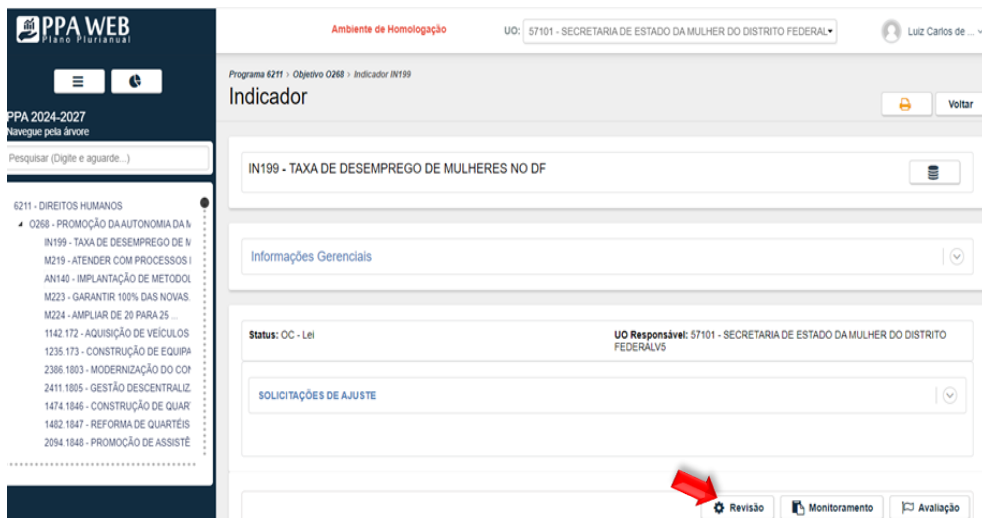 PPA WEB
Plano Plurianual
Ambiente de Homologação
UO: 57101 - SECRETARIA DE ESTADO DA MULHER DO DISTRITO FEDERAL
Luiz Carlos de ...
PPA 2024-2027
Navegue pela árvore
Pesquisar (Digite e aguarde...)
6211 - DIREITOS HUMANOS
O268 - PROMOÇÃO DA AUTONOMIA DA M
IN199 - TAXA DE DESEMPREGO DE M
M219 - ATENDER COM PROCESSOS I
AN140 - IMPLANTAÇÃO DE METODOL
M223 - GARANTIR 100% DAS NOVAS.
M224 - AMPLIAR DE 20 PARA 25 ...
1142.172 - AQUISIÇÃO DE VEÍCULOS
1235.173 - CONSTRUÇÃO DE EQUIPA
2386.1803 - MODERNIZAÇÃO DO CON
2411.1805 - GESTÃO DESCENTRALIZ.
1474.1846 - CONSTRUÇÃO DE QUAR
1482.1847 - REFORMA DE QUARTÉIS
2094.1848 - PROMOÇÃO DE ASSISTÊ
Programa 6211 > Objetivo O268 > Indicador IN199
Indicador
Voltar
IN199 - TAXA DE DESEMPREGO DE MULHERES NO DF
Informações Gerenciais
Status: OC - Lei
UO Responsável: 57101 - SECRETARIA DE ESTADO DA MULHER DO DISTRITO
FEDERALV5
SOLICITAÇÕES DE AJUSTE
Revisão
Monitoramento
Avaliação